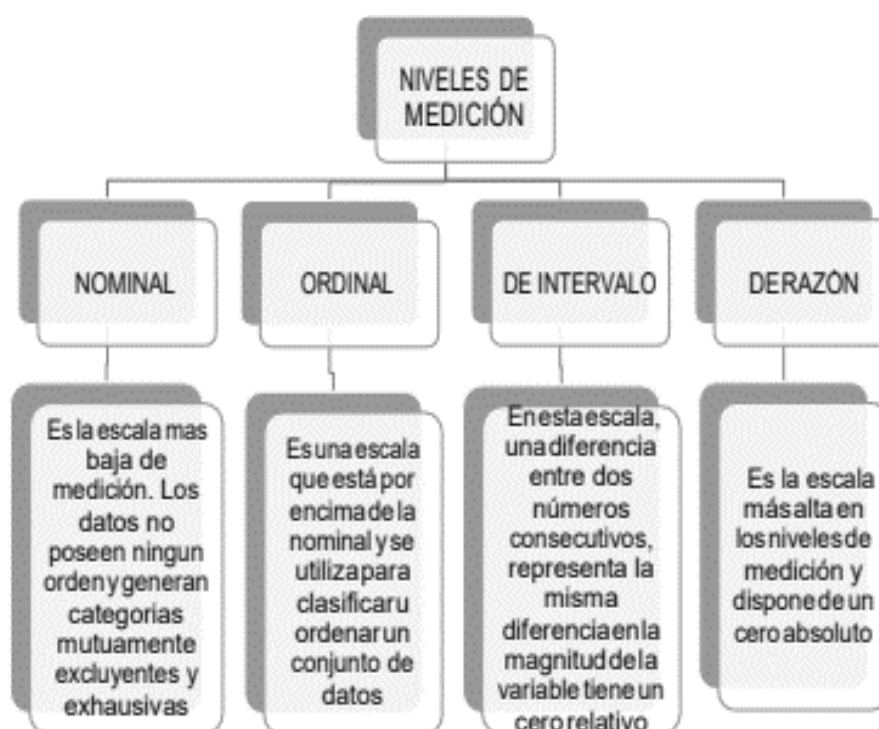 NIVELES DE
MEDICIÓN
NOMINAL
ORDINAL
DE INTERVALO
DE RAZÓN
Es la escala mas
baja de
medición. Los
datos no
poseen ningun
orden y generan
categorias
mutuamente
excluyentes y
exhausivas
Es una escala
que está por
encima de la
nominal y se
utiliza para
clasificar u
ordenar un
conjunto de
datos
En esta escala,
una diferencia
entre dos
números
consecutivos,
representa la
misma
diferencia en la
magnitud de la
variable tiene un
cero relativo
Es la escala
más alta en
los niveles de
medición y
dispone de un
cero absoluto